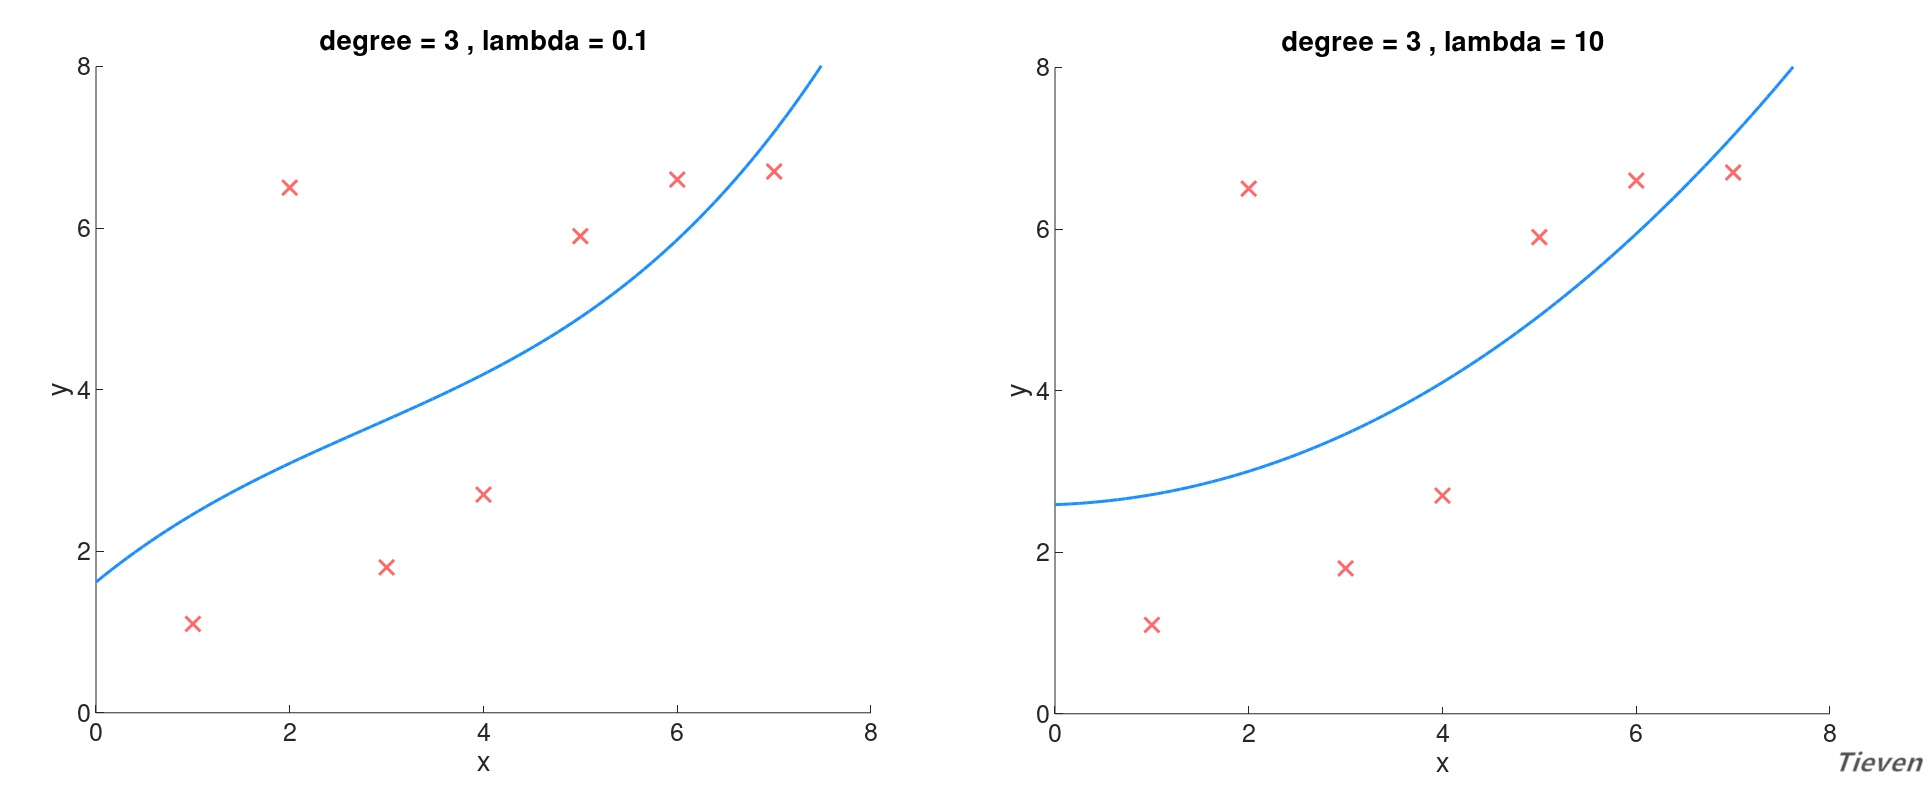 degree = 3 , lambda = 0.1
8
6
4
2
0
y
0 2 4 6 8
x
degree = 3 , lambda = 10
8
6
4
2
0
y
0 2 4 6 8
x
Tieven